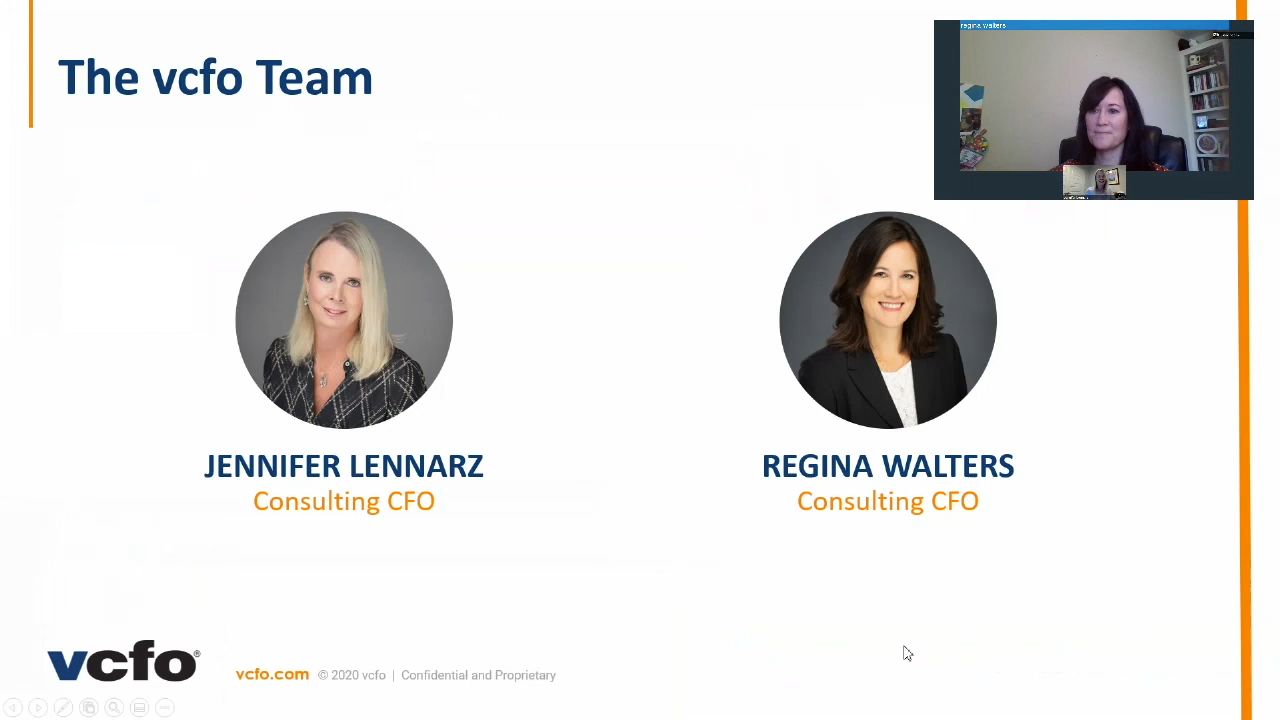 The vcfo Team
regina walters
JENNIFER LENNARZ
Consulting CFO
REGINA WALTERS
Consulting CFO
vcfo®
vcfo.com © 2020 vcfo | Confidential and Proprietary